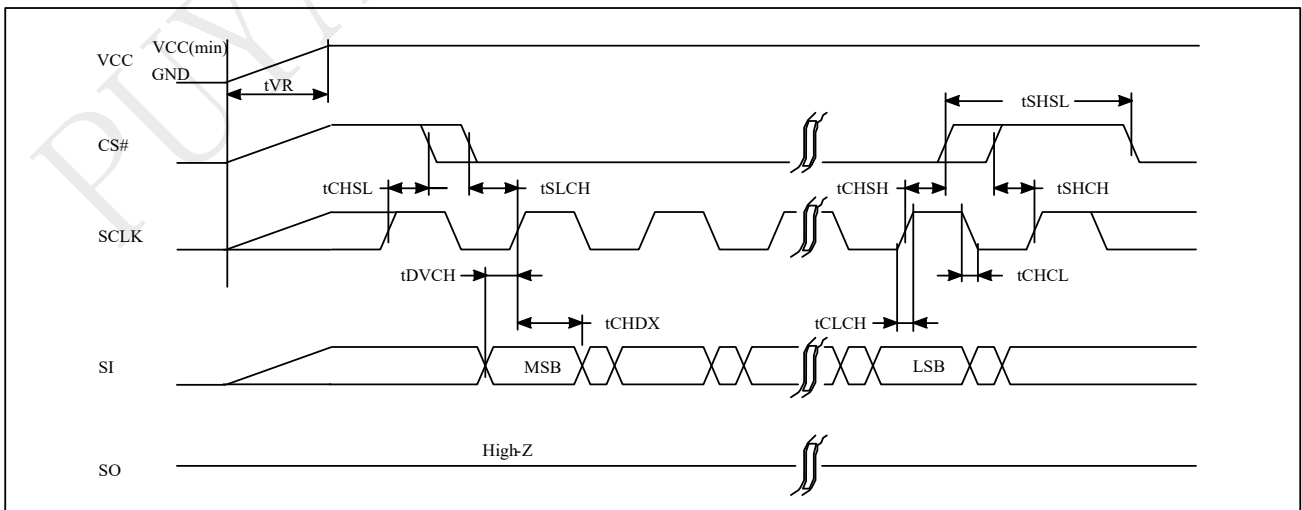 PUYA
VCC
VCC(min)
GND
tVR
tSHSL
CS#
tCHSL
tSLCH
tCHSH
tSHCH
SCLK
tDVCH
tCHCL
tCHDX
tCLCH
SI
MSB
LSB
High-Z
SO